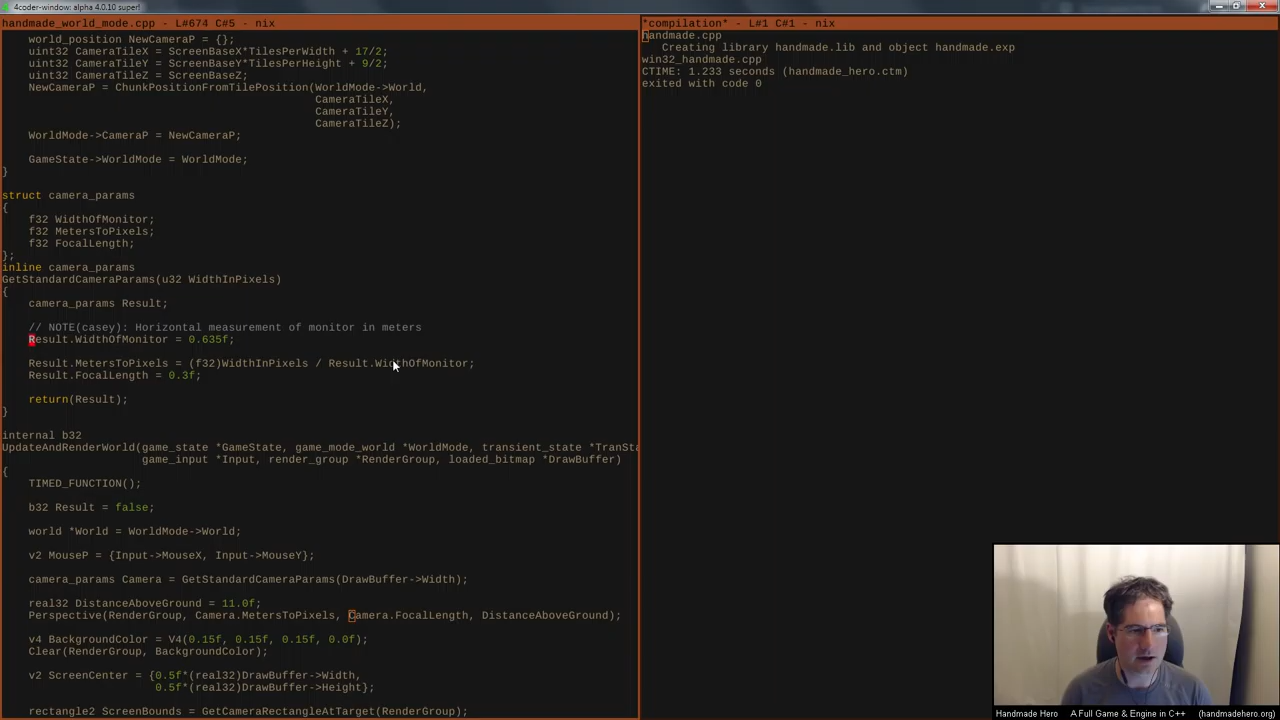 4coder-window: alpha 4.0.10 super!
handmade_world_mode.cpp - L#674 C#5 - nix
world_position NewCameraP = {};
uint32 CameraTileX = ScreenBaseX*TilesPerWidth + 17/2;
uint32 CameraTileY = ScreenBaseY*TilesPerHeight + 9/2;
uint32 CameraTileZ = ScreenBaseZ;
NewCameraP = ChunkPositionFromTilePosition(WorldMode->World,
CameraTileX,
CameraTileY,
CameraTileZ);
WorldMode->CameraP = NewCameraP;
GameState->WorldMode = WorldMode;
}
struct camera_params
{
f32 WidthOfMonitor;
f32 MetersToPixels;
f32 FocalLength;
};
inline camera_params
GetStandardCameraParams(u32 WidthInPixels)
{
camera_params Result;
// NOTE(casey): Horizontal measurement of monitor in meters
Result.WidthOfMonitor = 0.635f;
Result.MetersToPixels = (f32)WidthInPixels / Result.WidthOfMonitor;
Result.FocalLength = 0.3f;
return(Result);
}
internal b32
UpdateAndRenderWorld(game_state *GameState, game_mode_world *WorldMode, transient_state *TranSta
game_input *Input, render_group *RenderGroup, loaded_bitmap *DrawBuffer)
{
TIMED_FUNCTION();
b32 Result = false;
world *World = WorldMode->World;
v2 MouseP = {Input->MouseX, Input->MouseY};
camera_params Camera = GetStandardCameraParams(DrawBuffer->Width);
real32 DistanceAboveGround = 11.0f;
Perspective(RenderGroup, Camera.MetersToPixels, Camera.FocalLength, DistanceAboveGround);
v4 BackgroundColor = V4(0.15f, 0.15f, 0.15f, 0.0f);
Clear(RenderGroup, BackgroundColor);
v2 ScreenCenter = {0.5f*(real32)DrawBuffer->Width,
0.5f*(real32)DrawBuffer->Height};
rectangle2 ScreenBounds = GetCameraRectangleAtTarget(RenderGroup);
*compilation* - L#1 C#1 - nix
handmade.cpp
Creating library handmade.lib and object handmade.exp
win32_handmade.cpp
CTIME: 1.233 seconds (handmade_hero.ctm)
exited with code 0
Handmade Hero A Full Game & Engine in C++ (handmadehero.org)